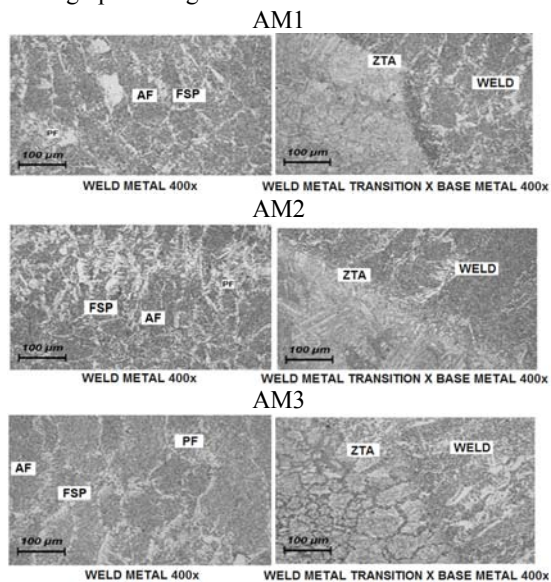 AM1
AF FSP
PF
100 µm
ZTA
WELD
100 µm
WELD METAL 400x
WELD METAL TRANSITION X BASE METAL 400x
AM2
FSP AF PF
100 µm
ZTA WELD
100 µm
WELD METAL 400x
WELD METAL TRANSITION X BASE METAL 400x
AM3
AF FSP PF
100 µm
ZTA WELD
100 µm
WELD METAL 400x
WELD METAL TRANSITION X BASE METAL 400x